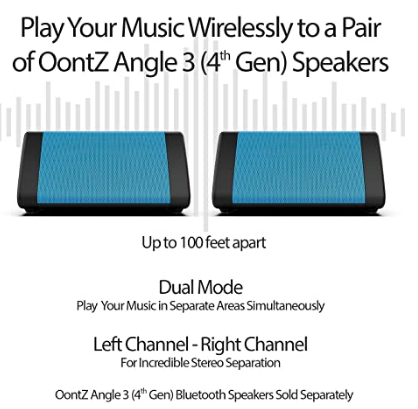 Play Your Music Wirelessly to a Pair
of OontZ Angle 3 (4th Gen) Speakers
Up to 100 feet apart
Dual Mode
Play Your Music in Separate Areas Simultaneously
Left Channel - Right Channel
For Incredible Stereo Separation
OontZ Angle 3 (4th Gen) Bluetooth Speakers Sold Separately